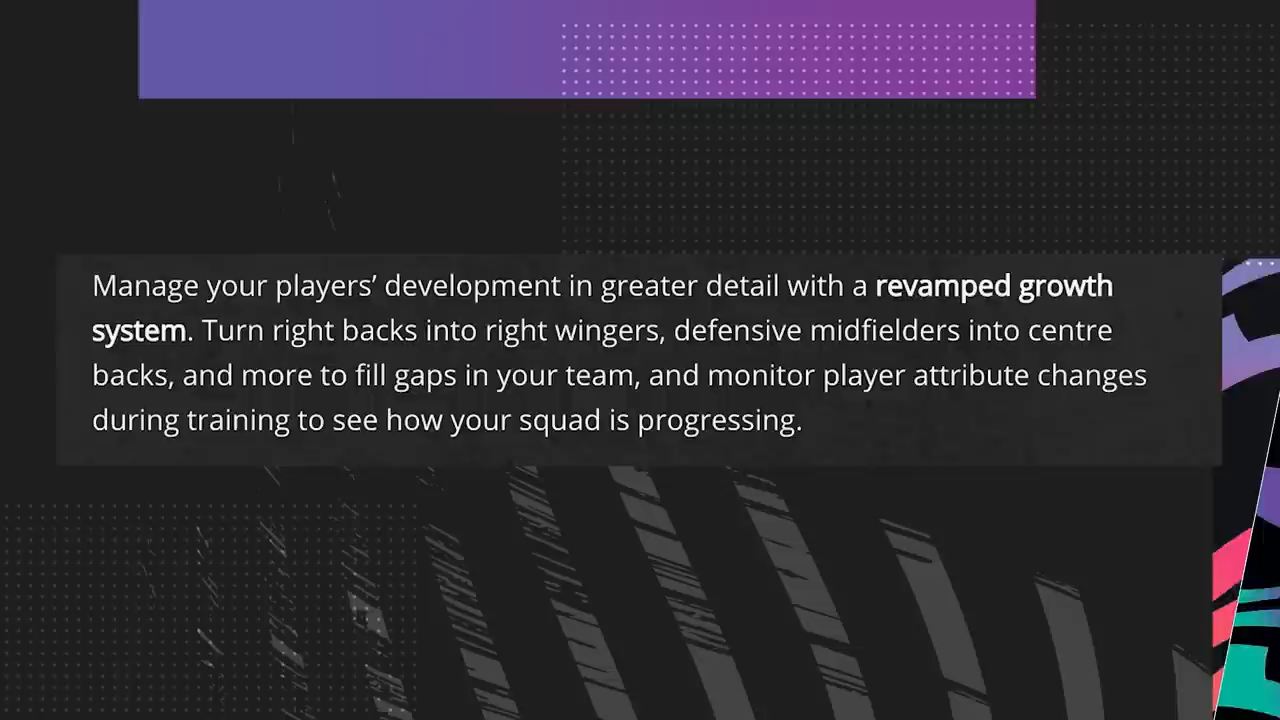 Manage your players’ development in greater detail with a revamped growth
system. Turn right backs into right wingers, defensive midfielders into centre
backs, and more to fill gaps in your team, and monitor player attribute changes
during training to see how your squad is progressing.